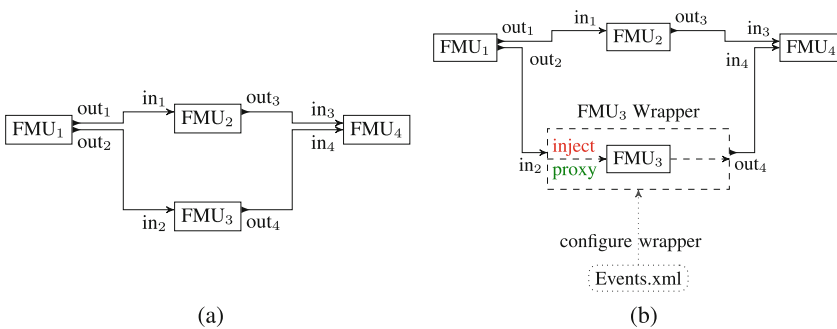 out₁
in₁
out₃
in₃
FMU₁
FMU₂
FMU₄
out₂
in₄
FMU₃
in₂
out₄
(a)
out₁
in₁
out₃
in₃
FMU₁
FMU₂
FMU₄
out₂
in₄
FMU₃ Wrapper
inject
FMU₃
in₂
proxy
out₄
configure wrapper
Events.xml
(b)